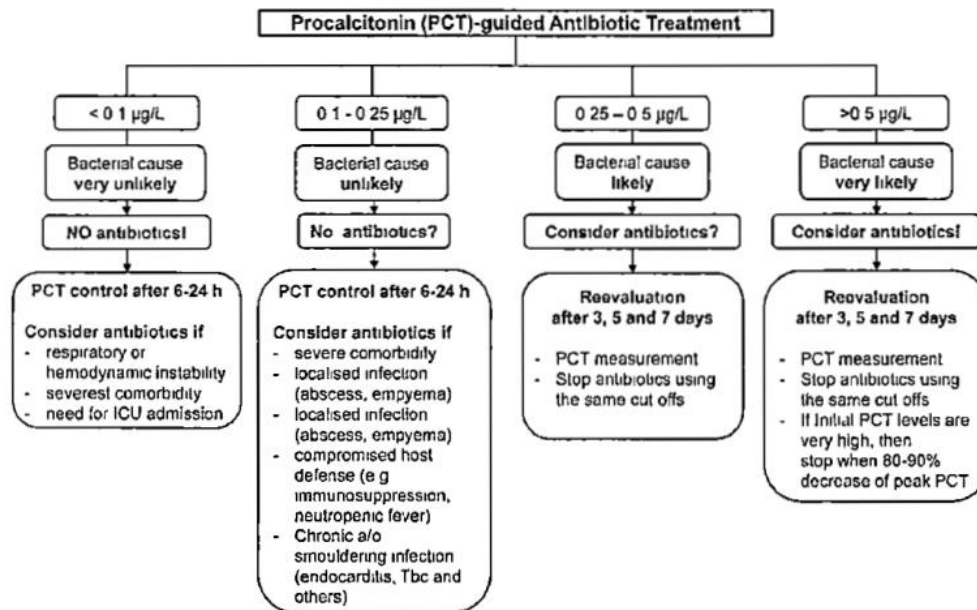 Procalcitonin (PCT)-guided Antibiotic Treatment
< 0 1 µg/L
Bacterial cause
very unlikely
NO antibiotics!
PCT control after 6-24 h
Consider antibiotics if
- respiratory or
hemodynamic instability
- severest comorbidity
- need for ICU admission
0 1 - 0 25 µg/L
Bacterial cause
unlikely
No antibiotics?
PCT control after 6-24 h
Consider antibiotics if
- severe comorbidity
- localised infection
(abscess, empyema)
- localised infection
(abscess, empyema)
- compromised host
defense (e g
immunosuppression,
neutropenic fever)
- Chronic a/o
smouldering infection
(endocarditis, Tbc and
others)
0 25 – 0 5 µg/L
Bacterial cause
likely
Consider antibiotics?
Reevaluation
after 3, 5 and 7 days
- PCT measurement
- Stop antibiotics using
the same cut offs
>0 5 µg/L
Bacterial cause
very likely
Consider antibiotics!
Reevaluation
after 3, 5 and 7 days
- PCT measurement
- Stop antibiotics using
the same cut offs
- If Initial PCT levels are
very high, then
stop when 80-90%
decrease of peak PCT